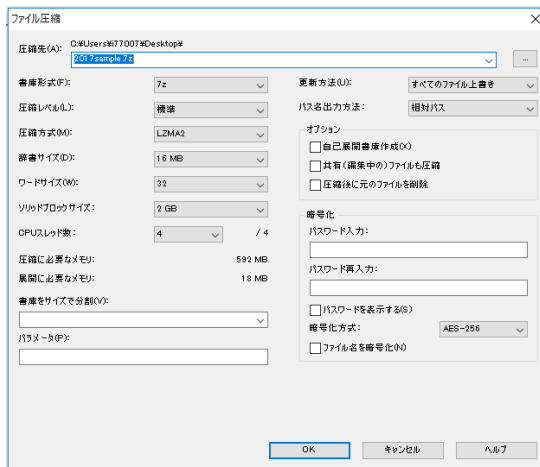 ファイル圧縮
圧縮先(A): C:¥Users¥i77007¥Desktop¥
2017sample.7z
...
書庫形式(F): 7z
圧縮レベル(L): 標準
圧縮方式(M): LZMA2
辞書サイズ(D): 16 MB
ワードサイズ(W): 32
ソリッドブロックサイズ: 2 GB
CPUスレッド数: 4 / 4
圧縮に必要なメモリ: 592 MB
展開に必要なメモリ: 18 MB
書庫をサイズで分割(V):
パラメータ(P):
更新方法(U): すべてのファイル上書き
パス名出力方法: 相対パス
オプション
自己展開書庫作成(X)
共有(編集中の)ファイルも圧縮
圧縮後に元のファイルを削除
暗号化
パスワード入力:
パスワード再入力:
パスワードを表示する(S)
暗号化方式: AES-256
ファイル名を暗号化(N)
OK キャンセル ヘルプ